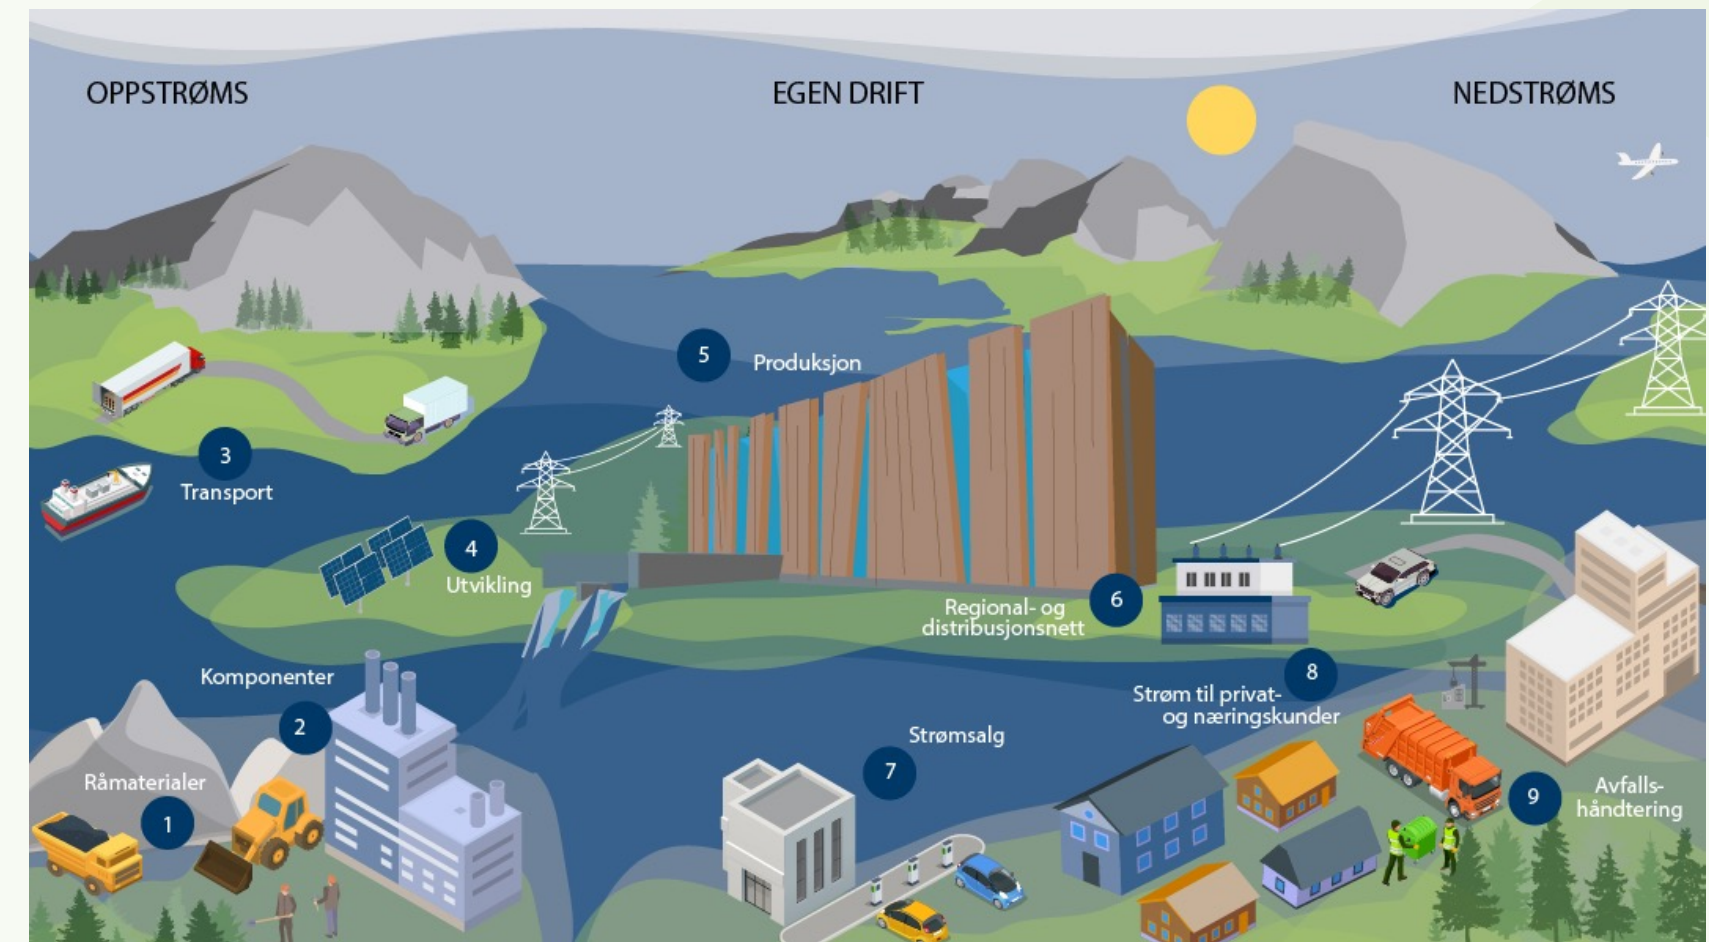 OPPSTRØMS
EGEN DRIFT
NEDSTRØMS
5
Produksjon
3
Transport
4
Utvikling
6
Regional- og
distribusjonsnett
Komponenter
2
8
Strøm til privat-
og næringskunder
Strømsalg
7
Råmaterialer
1
9
Avfalls-
håndtering